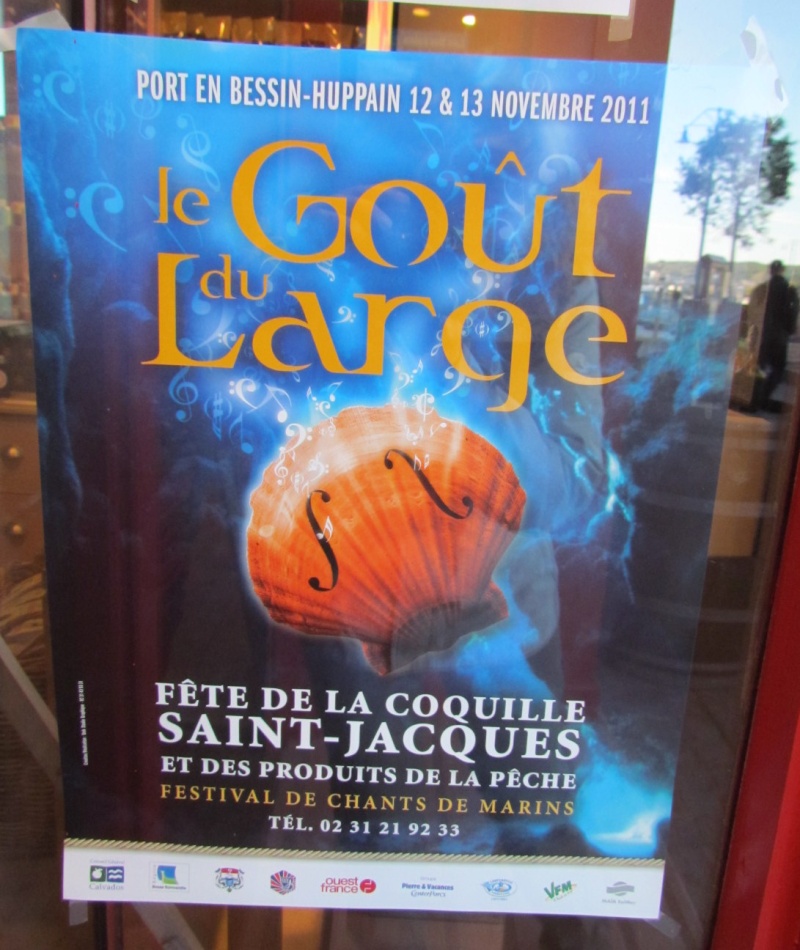 PORT EN BESSIN-HUPPAIN 12 & 13 NOVEMBRE 2011
le Goût
du
Large
FÊTE DE LA COQUILLE
SAINT-JACQUES
ET DES PRODUITS DE LA PÊCHE
FESTIVAL DE CHANTS DE MARINS
TÉL. 02 31 21 92 33
Calvados
ouest
france
Pierre & Vacances
VFM